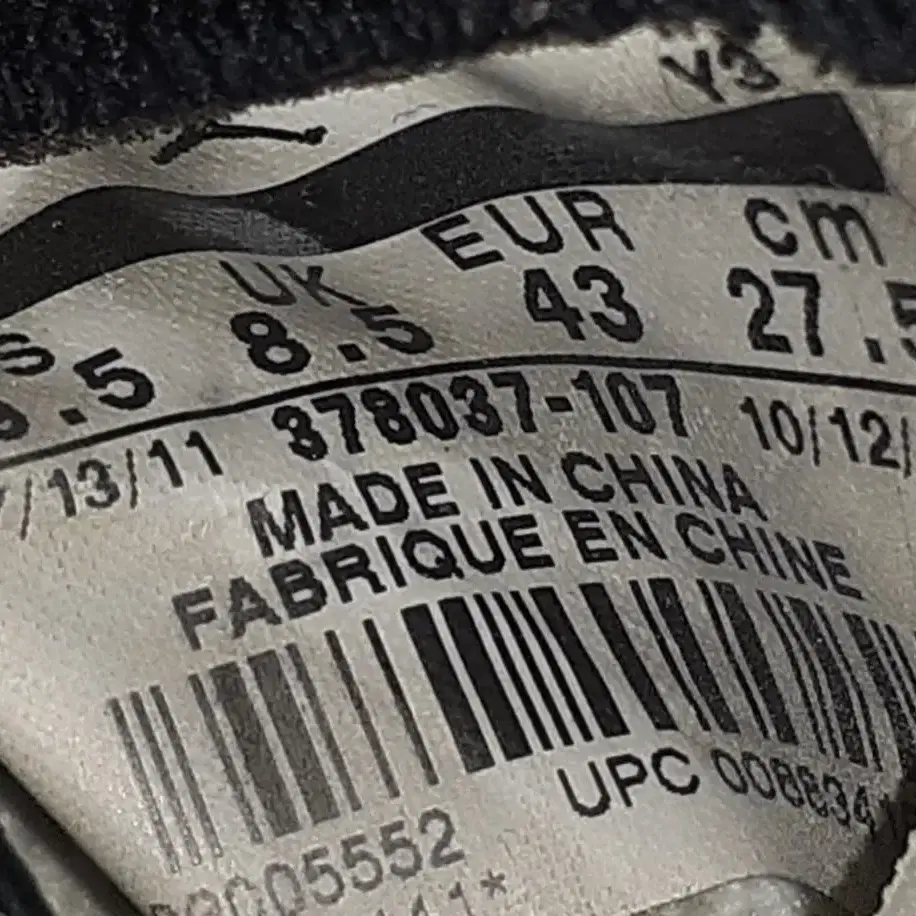 Y3
UK EUR cm
.5 8.5 43 27.5
/13/11 378037-107 10/12/
MADE IN CHINA
FABRIQUE EN CHINE
UPC 008834
05552